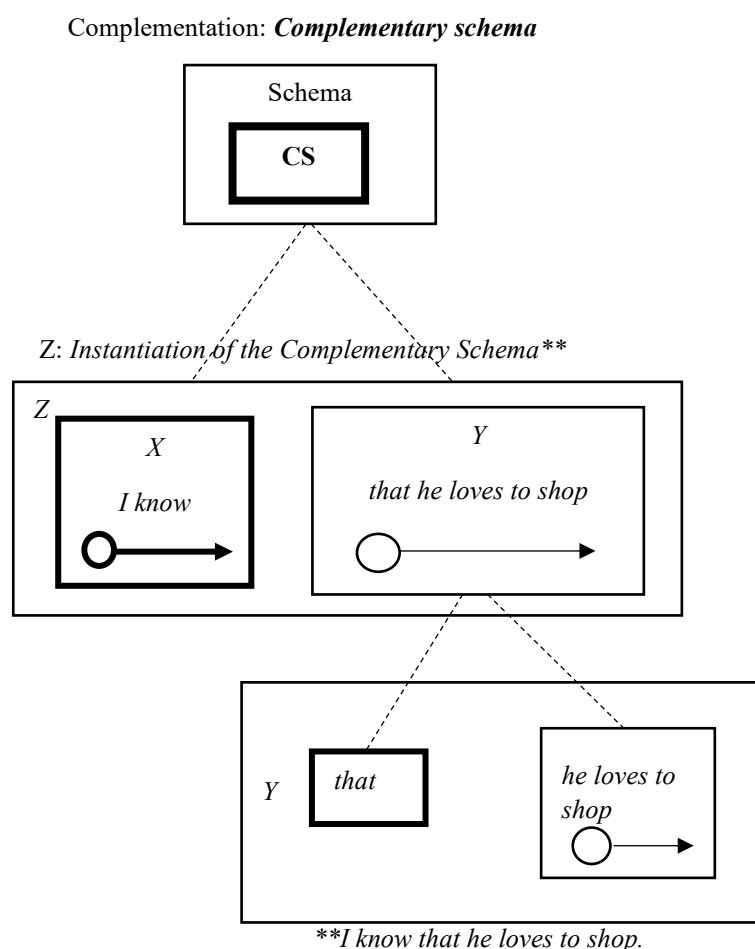 Complementation: Complementary schema
Schema
CS
Z: Instantiation of the Complementary Schema**
Z
X
Y
I know
that he loves to shop
Y
that
he loves to
shop
**I know that he loves to shop.